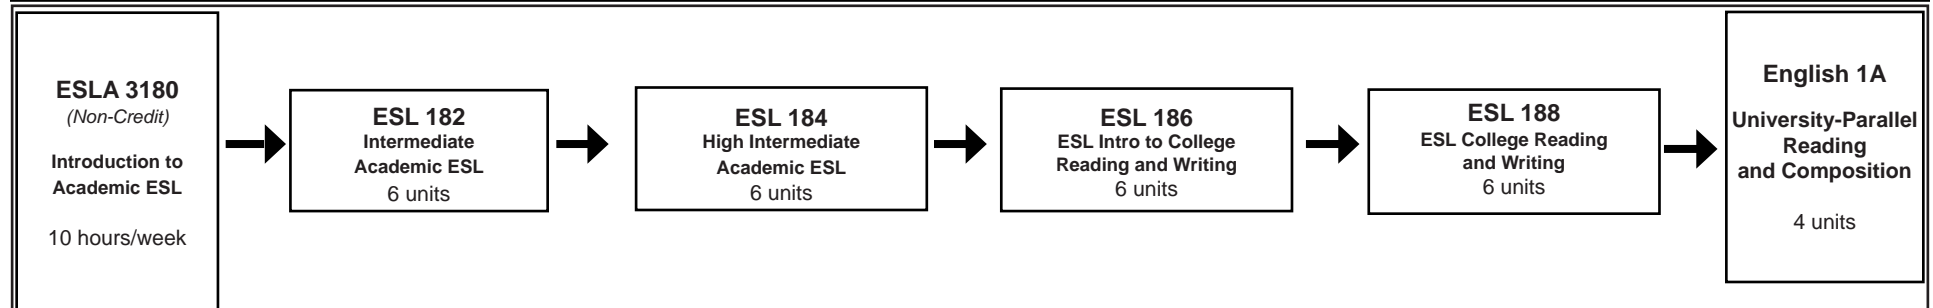 ESLA 3180
(Non-Credit)
Introduction to
Academic ESL
10 hours/week
ESL 182
Intermediate
Academic ESL
6 units
ESL 184
High Intermediate
Academic ESL
6 units
ESL 186
ESL Intro to College
Reading and Writing
6 units
ESL 188
ESL College Reading
and Writing
6 units
English 1A
University-Parallel
Reading
and Composition
4 units